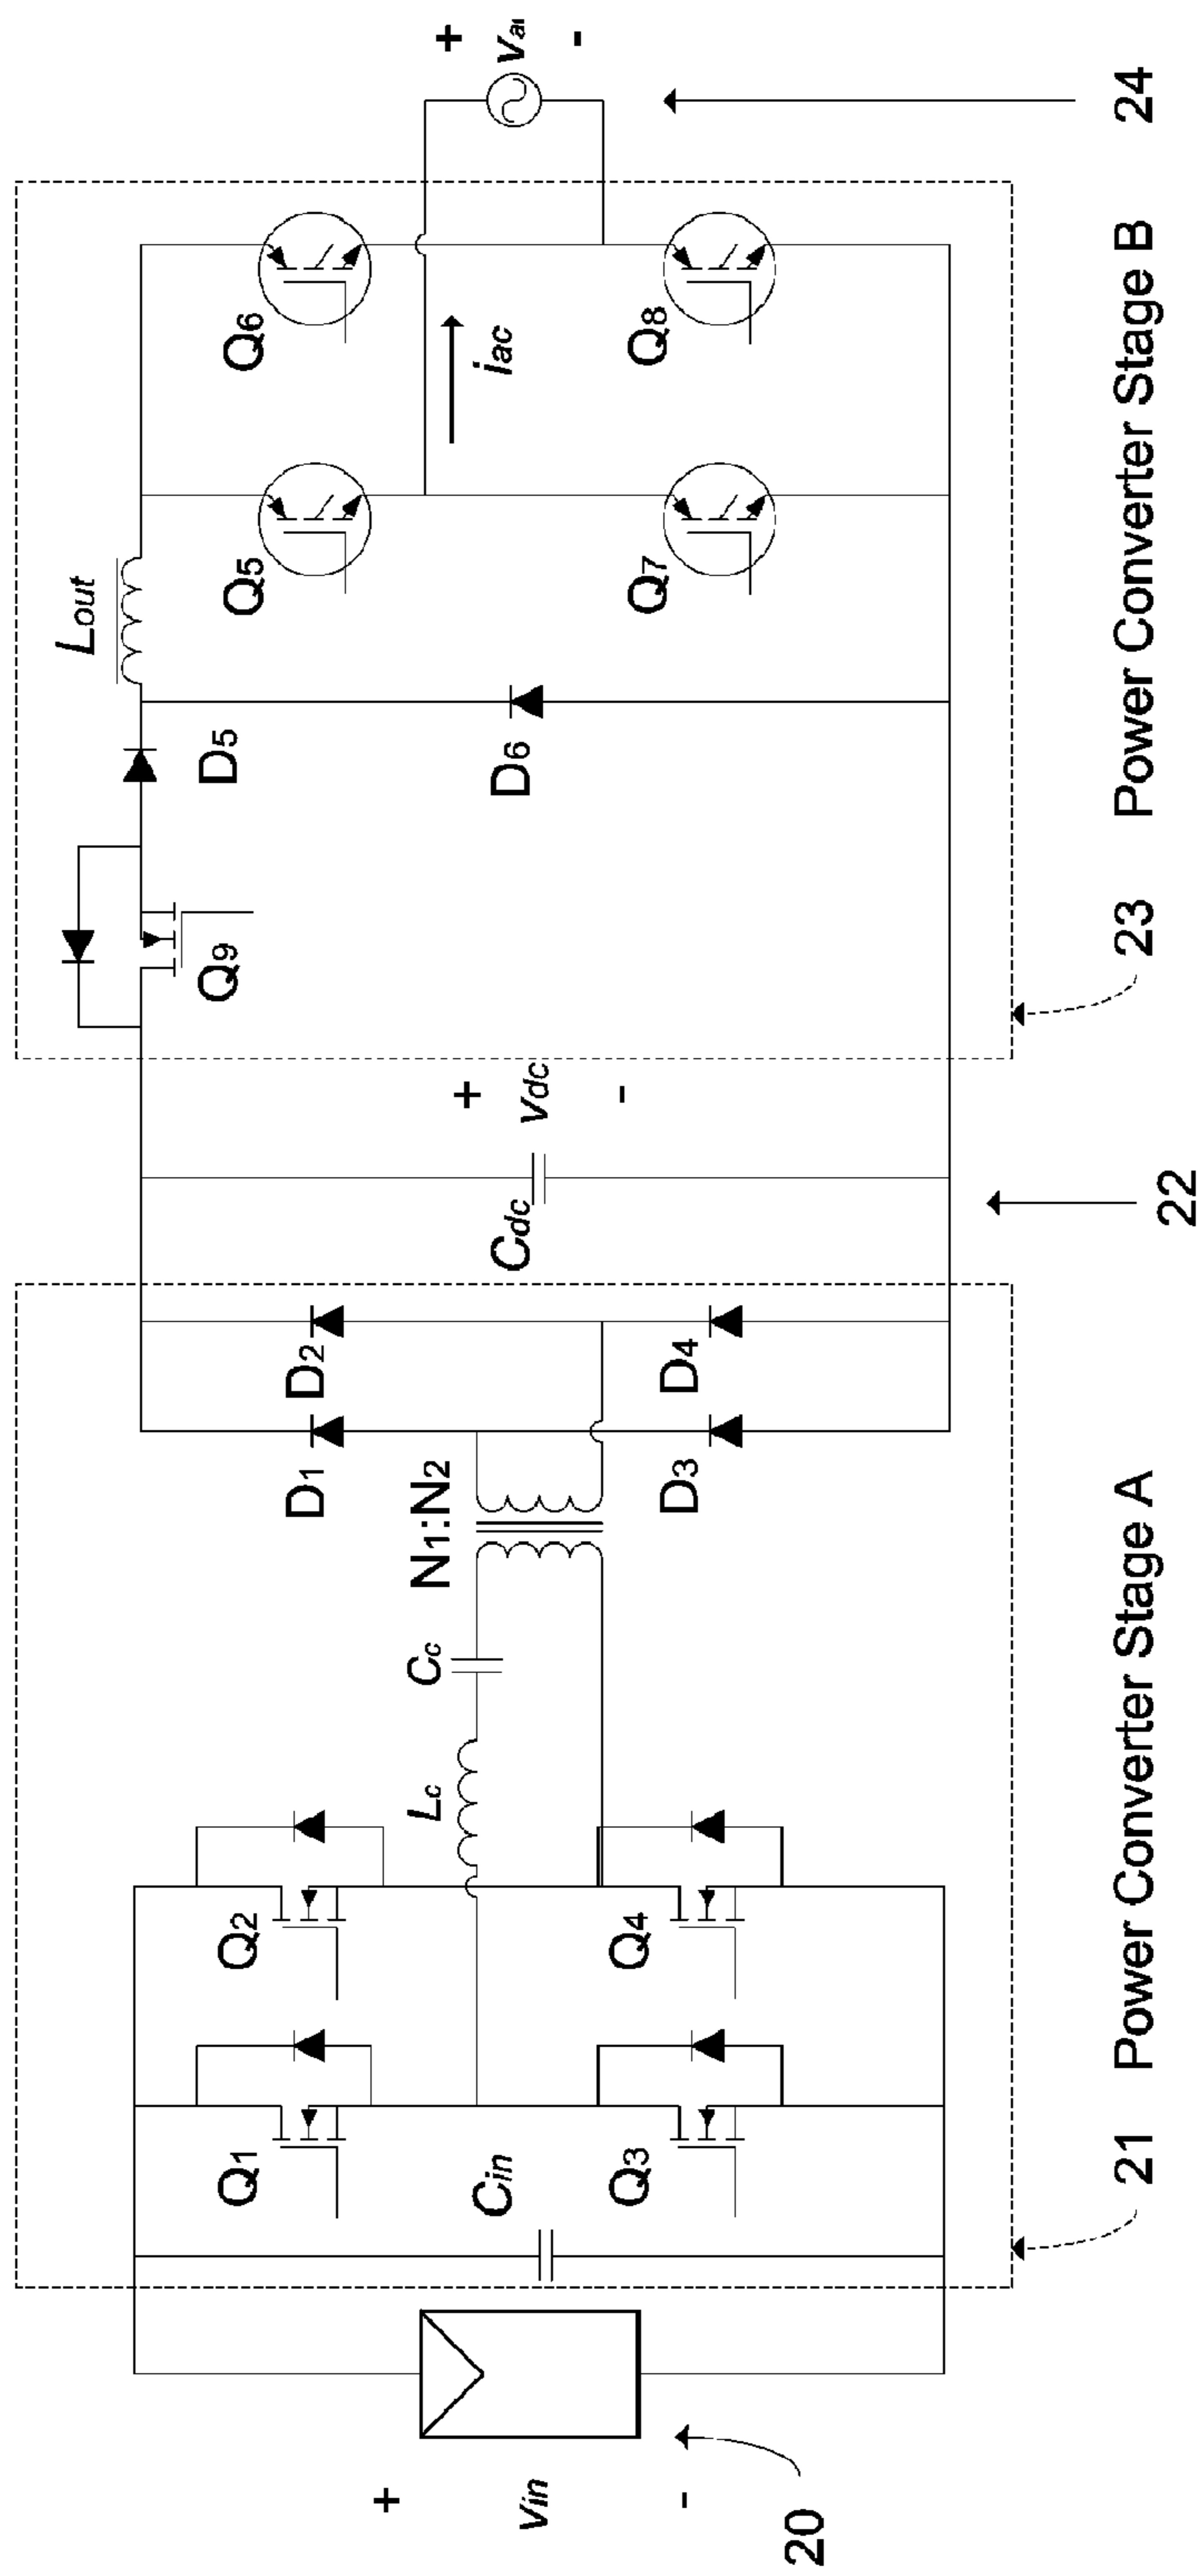 +
Vin
-
20
Cin
Q1
Q2
Q3
Q4
Lc
Cc
N1:N2
D1
D2
D3
D4
21 Power Converter Stage A
Cdc
+
Vdc
-
22
Q9
D5
D6
Lout
Q5
Q6
Q7
Q8
iac
23 Power Converter Stage B
+
-
24